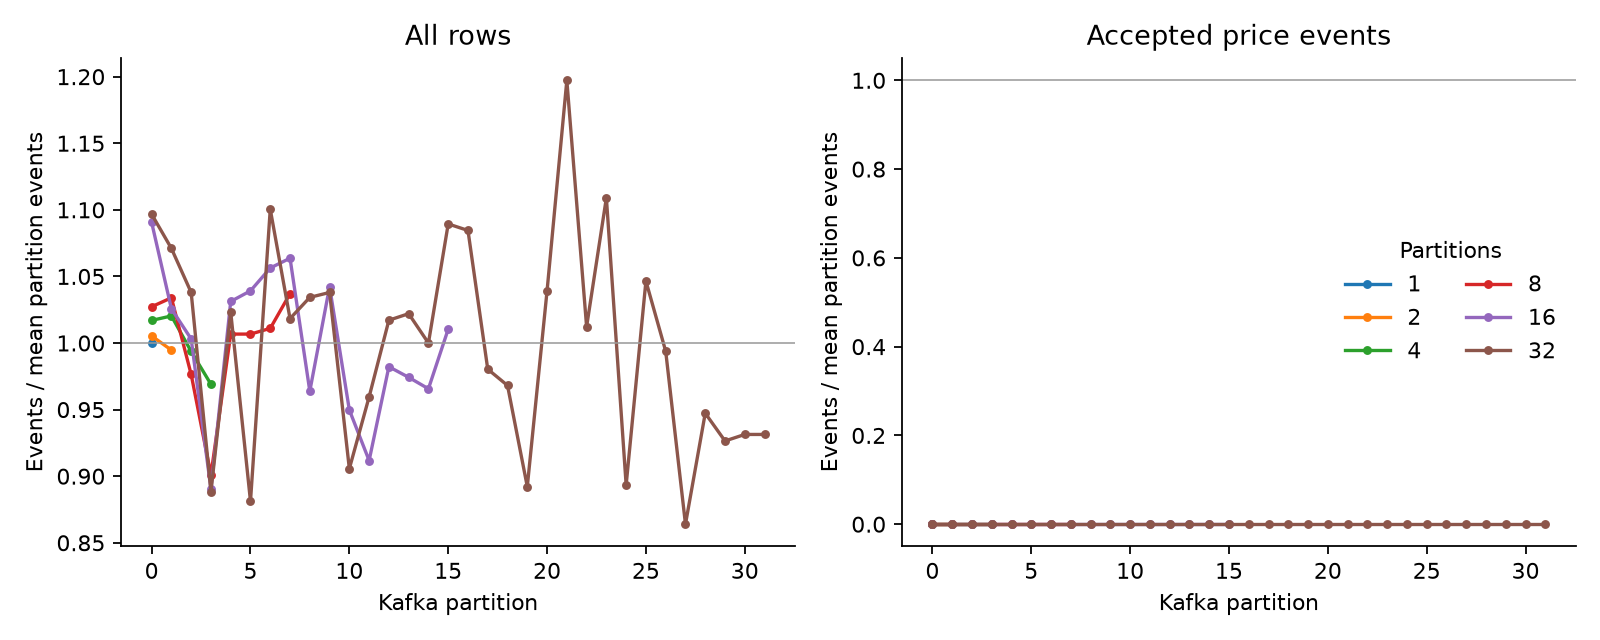 All rows
Events / mean partition events
1.20
1.15
1.10
1.05
1.00
0.95
0.90
0.85
0 5 10 15 20 25 30
Kafka partition
Accepted price events
Events / mean partition events
1.0
0.8
0.6
0.4
0.2
0.0
0 5 10 15 20 25 30
Kafka partition
Partitions
1 8
2 16
4 32